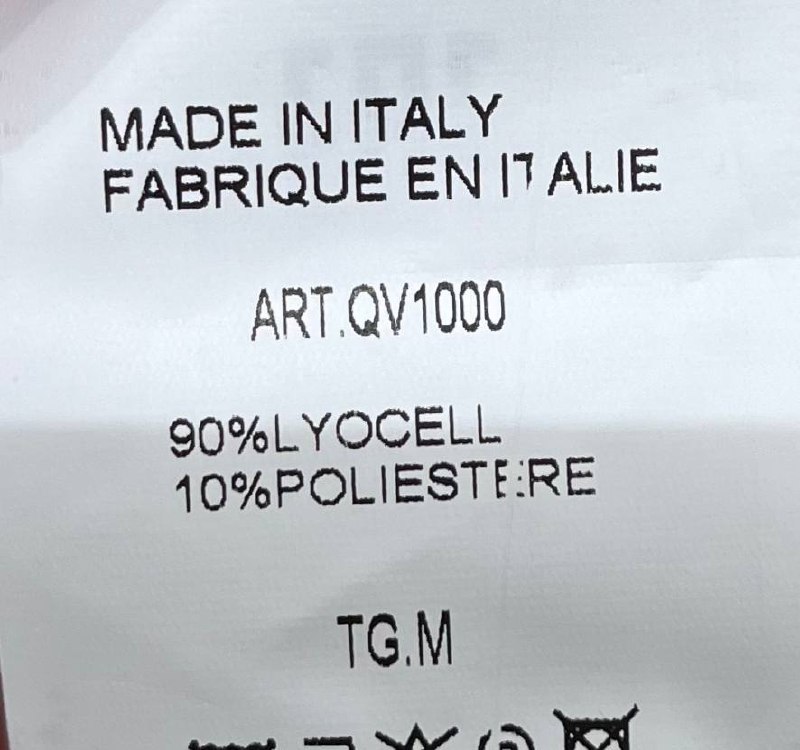 MADE IN ITALY
FABRIQUE EN ITALIE
ART.QV1000
90%LYOCELL
10%POLIESTERE
TG.M